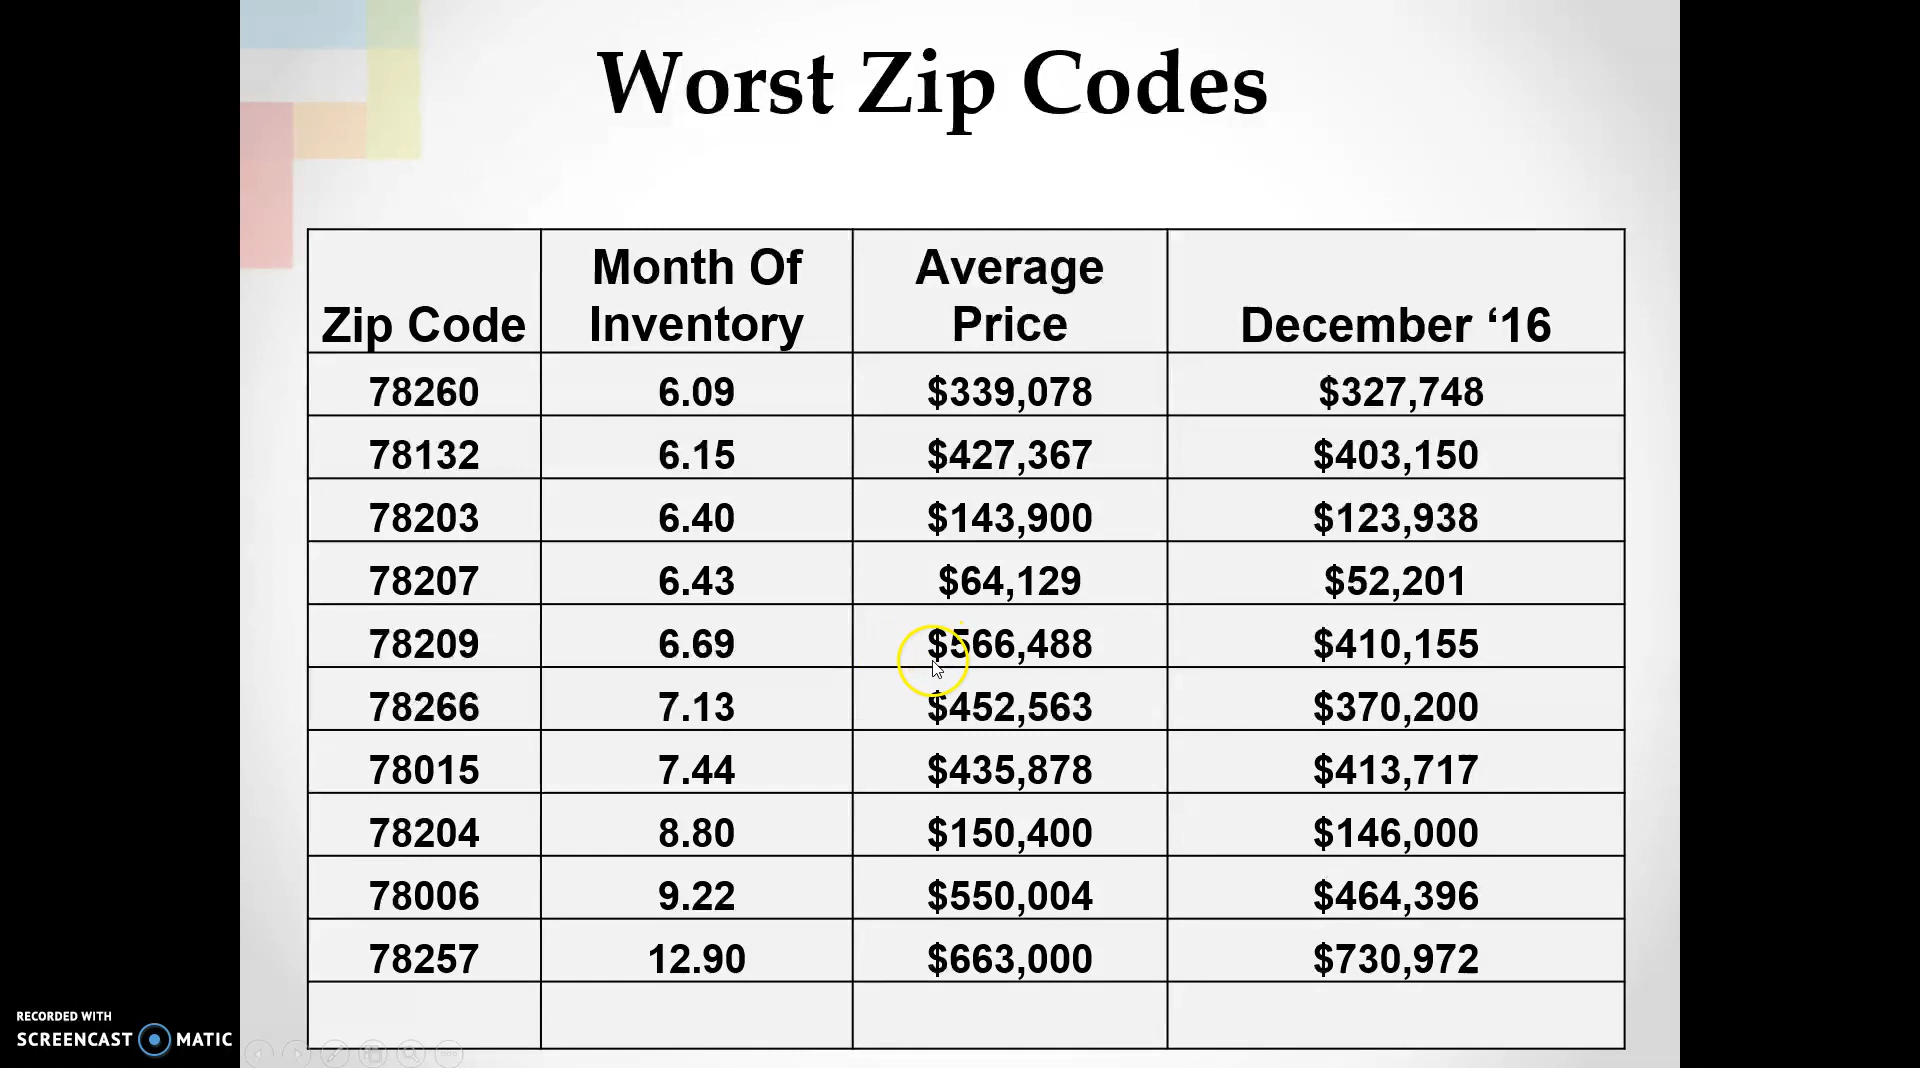 Worst Zip Codes
Zip Code Month Of Inventory Average Price December ‘16
78260 6.09 $339,078 $327,748
78132 6.15 $427,367 $403,150
78203 6.40 $143,900 $123,938
78207 6.43 $64,129 $52,201
78209 6.69 $566,488 $410,155
78266 7.13 $452,563 $370,200
78015 7.44 $435,878 $413,717
78204 8.80 $150,400 $146,000
78006 9.22 $550,004 $464,396
78257 12.90 $663,000 $730,972
RECORDED WITH
SCREENCAST MATIC